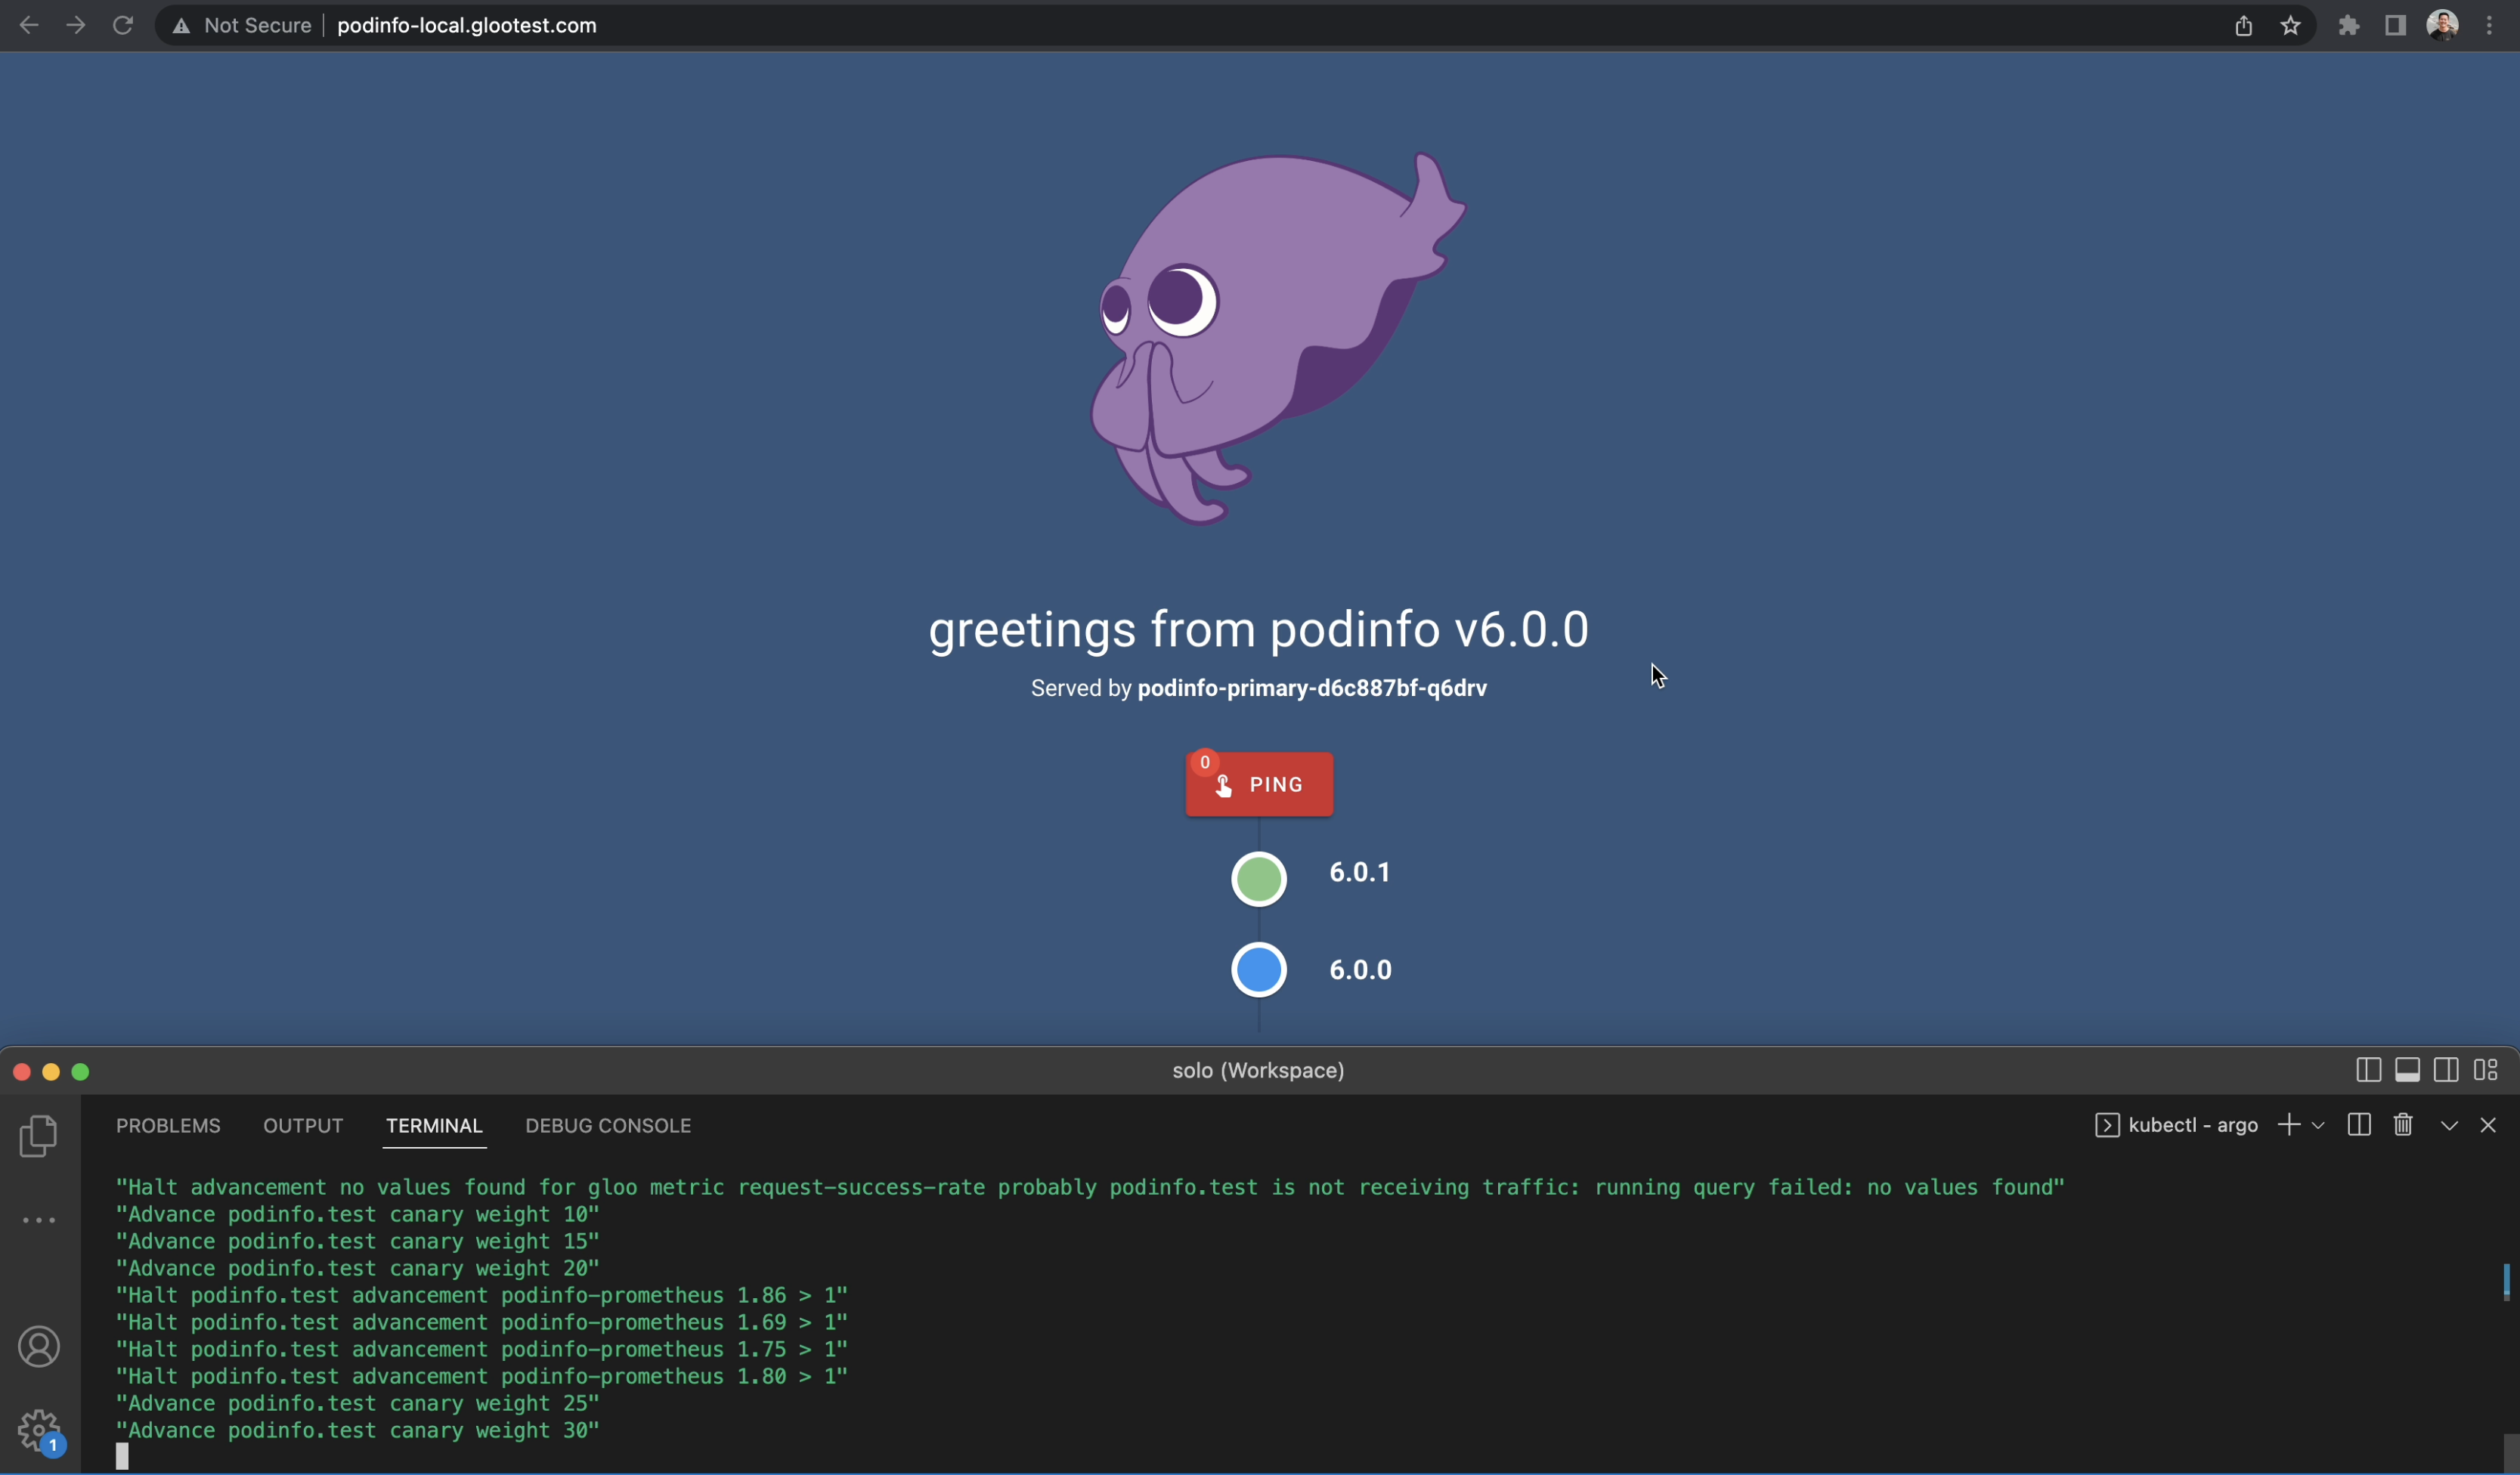 Not Secure podinfo-local.glootest.com
greetings from podinfo v6.0.0
Served by podinfo-primary-d6c887bf-q6drv
0
PING
6.0.1
6.0.0
solo (Workspace)
PROBLEMS OUTPUT TERMINAL DEBUG CONSOLE kubectl - argo
"Halt advancement no values found for gloo metric request-success-rate probably podinfo.test is not receiving traffic: running query failed: no values found"
"Advance podinfo.test canary weight 10"
"Advance podinfo.test canary weight 15"
"Advance podinfo.test canary weight 20"
"Halt podinfo.test advancement podinfo-prometheus 1.86 > 1"
"Halt podinfo.test advancement podinfo-prometheus 1.69 > 1"
"Halt podinfo.test advancement podinfo-prometheus 1.75 > 1"
"Halt podinfo.test advancement podinfo-prometheus 1.80 > 1"
"Advance podinfo.test canary weight 25"
"Advance podinfo.test canary weight 30"
1